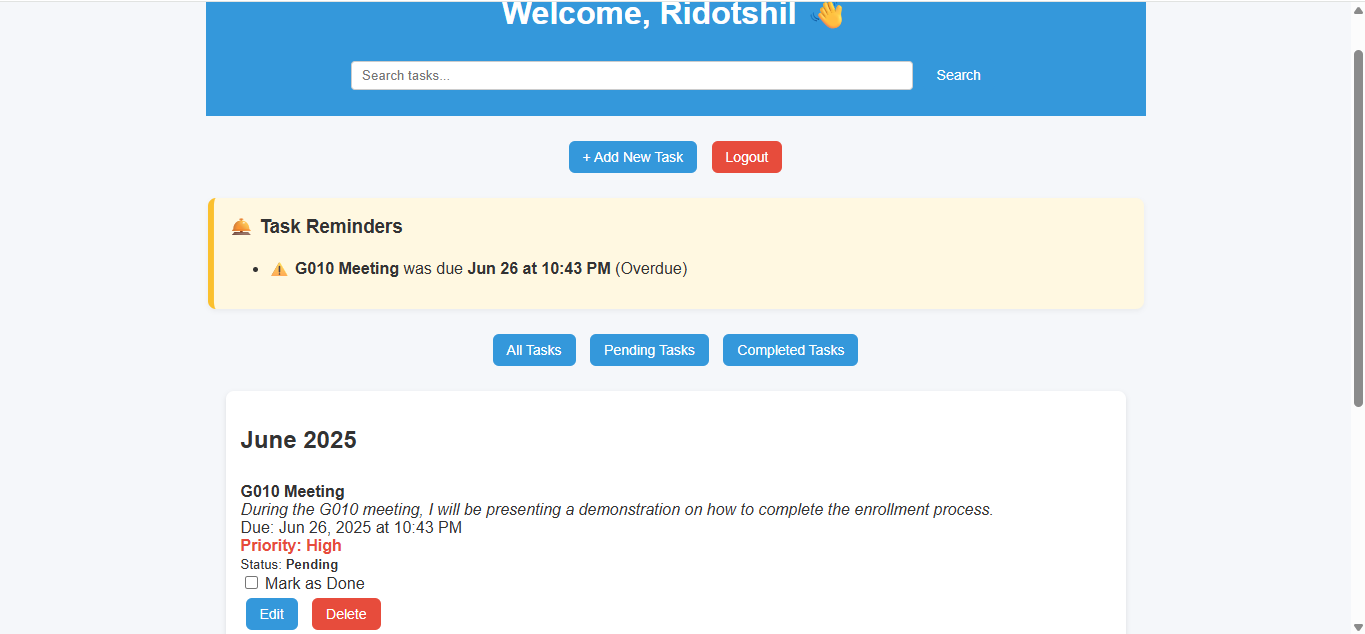 Welcome, Ridotshil 👋
Search tasks...
Search
+ Add New Task
Logout
Task Reminders
G010 Meeting was due Jun 26 at 10:43 PM (Overdue)
All Tasks
Pending Tasks
Completed Tasks
June 2025
G010 Meeting
During the G010 meeting, I will be presenting a demonstration on how to complete the enrollment process.
Due: Jun 26, 2025 at 10:43 PM
Priority: High
Status: Pending
Mark as Done
Edit
Delete